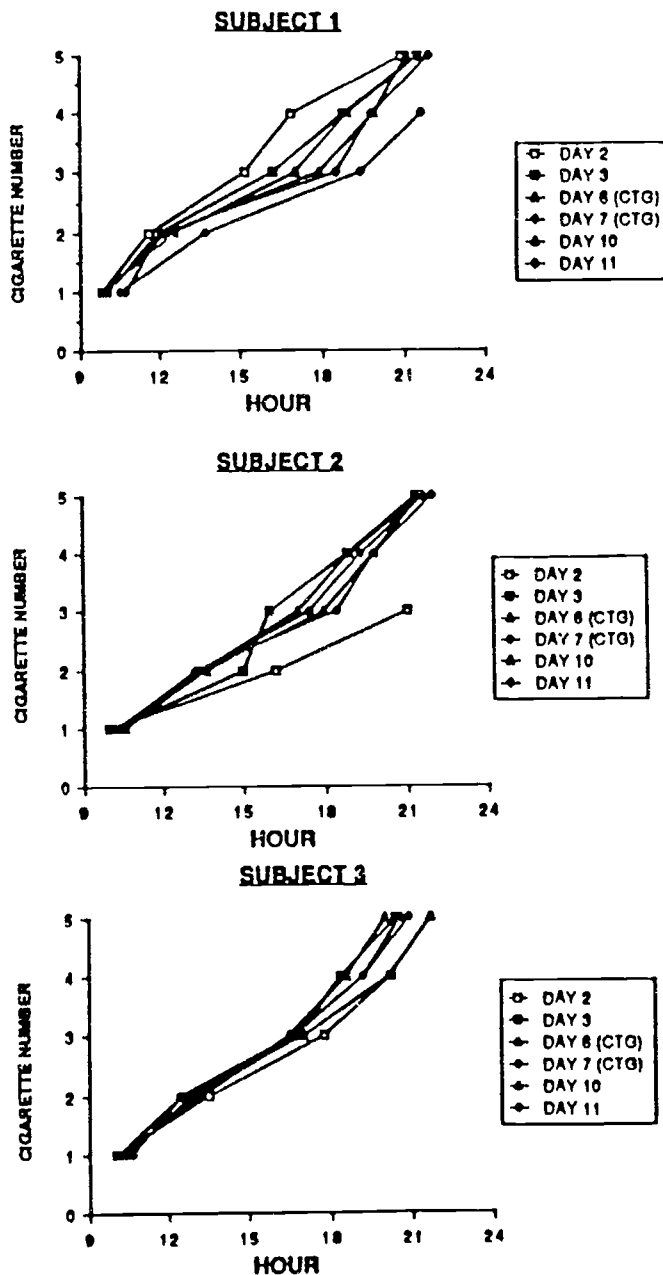 SUBJECT 1
CIGARETTE NUMBER
5
4
3
2
1
0
9 12 15 18 21 24
HOUR
DAY 2
DAY 3
DAY 6 (CTG)
DAY 7 (CTG)
DAY 10
DAY 11
SUBJECT 2
CIGARETTE NUMBER
5
4
3
2
1
0
9 12 15 18 21 24
HOUR
DAY 2
DAY 3
DAY 6 (CTG)
DAY 7 (CTG)
DAY 10
DAY 11
SUBJECT 3
CIGARETTE NUMBER
5
4
3
2
1
0
9 12 15 18 21 24
HOUR
DAY 2
DAY 3
DAY 6 (CTG)
DAY 7 (CTG)
DAY 10
DAY 11